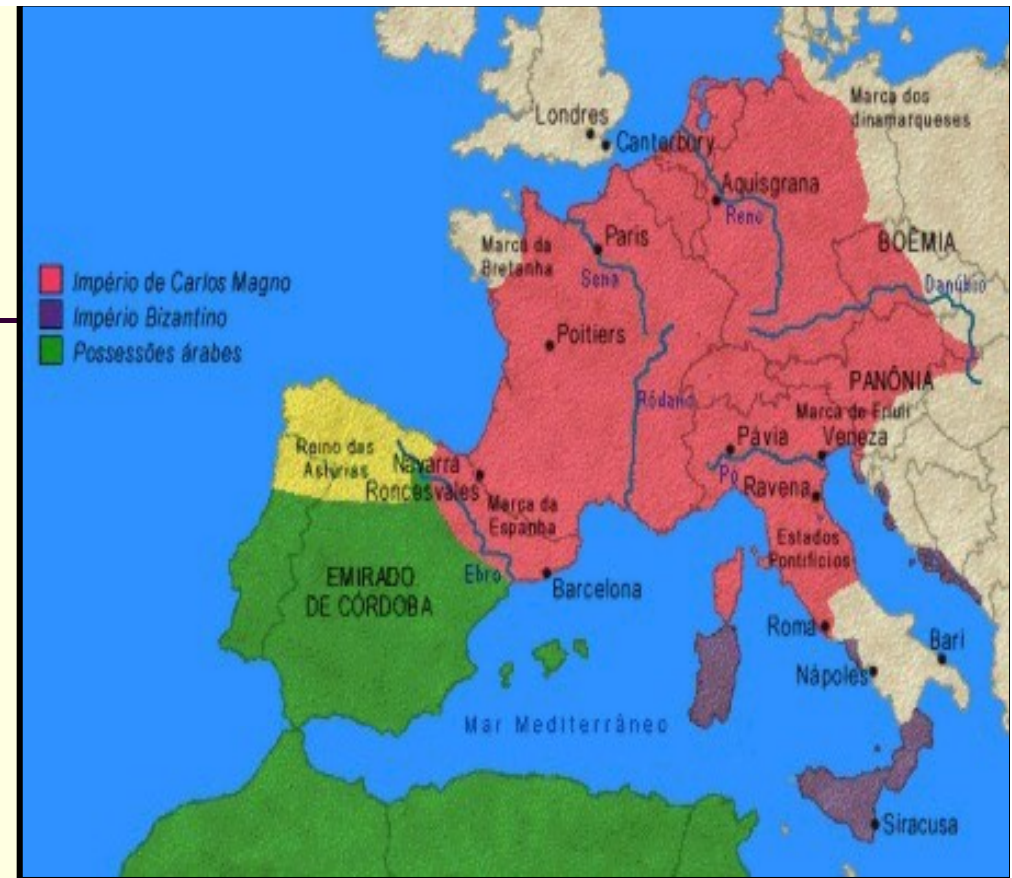 Londres
Canterbury
Marca dos
dinamarqueses
Aquisgrana
Reno
Marca da
Bretanha
Paris
Sena
BOÊMIA
Danúbio
Império de Carlos Magno
Império Bizantino
Possessões árabes
Poitiers
Ródano
PANÔNIA
Marca de Friuli
Pávia
Veneza
Po
Ravena
Reino das
Astúrias
Navarra
Roncesvales
Marca da
Espanha
Estados
Pontifícios
EMIRADO
DE CÓRDOBA
Ebro
Barcelona
Roma
Bari
Nápoles
Mar Mediterrâneo
Siracusa